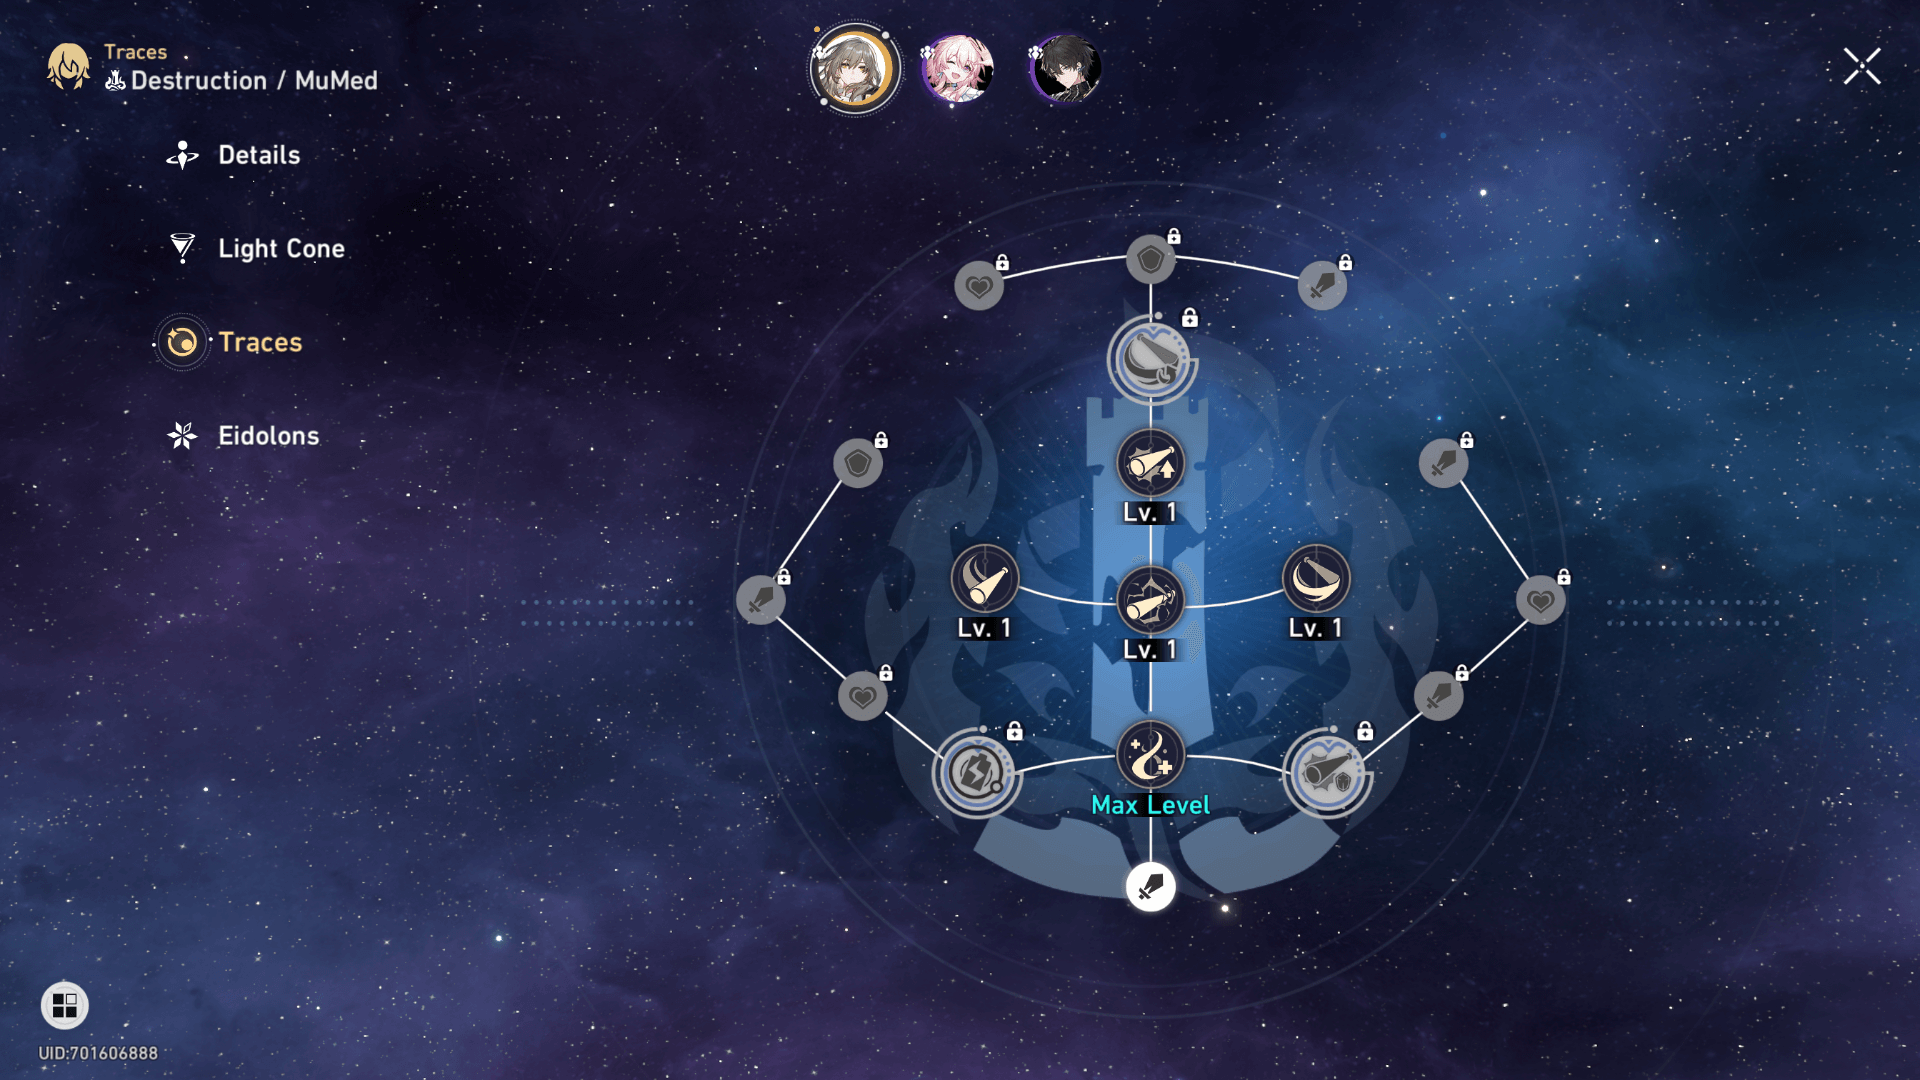 Traces
Destruction / MuMed
Details
Light Cone
Traces
Eidolons
Lv. 1
Lv. 1
Lv. 1
Lv. 1
Max Level
UID:701606888